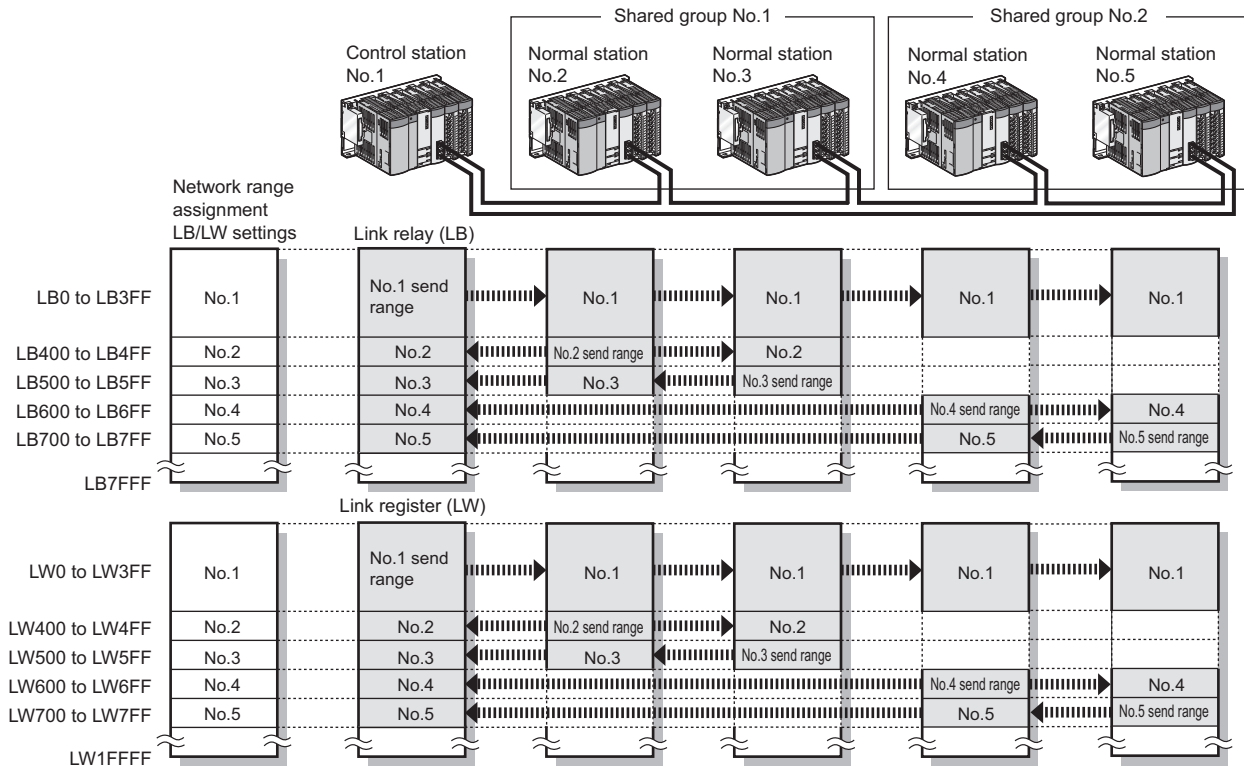 Shared group No.1
Shared group No.2
Control station
No.1
Normal station
No.2
Normal station
No.3
Normal station
No.4
Normal station
No.5
Network range
assignment
LB/LW settings
Link relay (LB)
LB0 to LB3FF
No.1
No.1 send
range
No.1
No.1
No.1
No.1
LB400 to LB4FF
No.2
No.2
No.2 send range
No.2
LB500 to LB5FF
No.3
No.3
No.3
No.3 send range
LB600 to LB6FF
No.4
No.4
No.4 send range
No.4
LB700 to LB7FF
No.5
No.5
No.5
No.5 send range
LB7FFF
Link register (LW)
LW0 to LW3FF
No.1
No.1 send
range
No.1
No.1
No.1
No.1
LW400 to LW4FF
No.2
No.2
No.2 send range
No.2
LW500 to LW5FF
No.3
No.3
No.3
No.3 send range
LW600 to LW6FF
No.4
No.4
No.4 send range
No.4
LW700 to LW7FF
No.5
No.5
No.5
No.5 send range
LW1FFFF